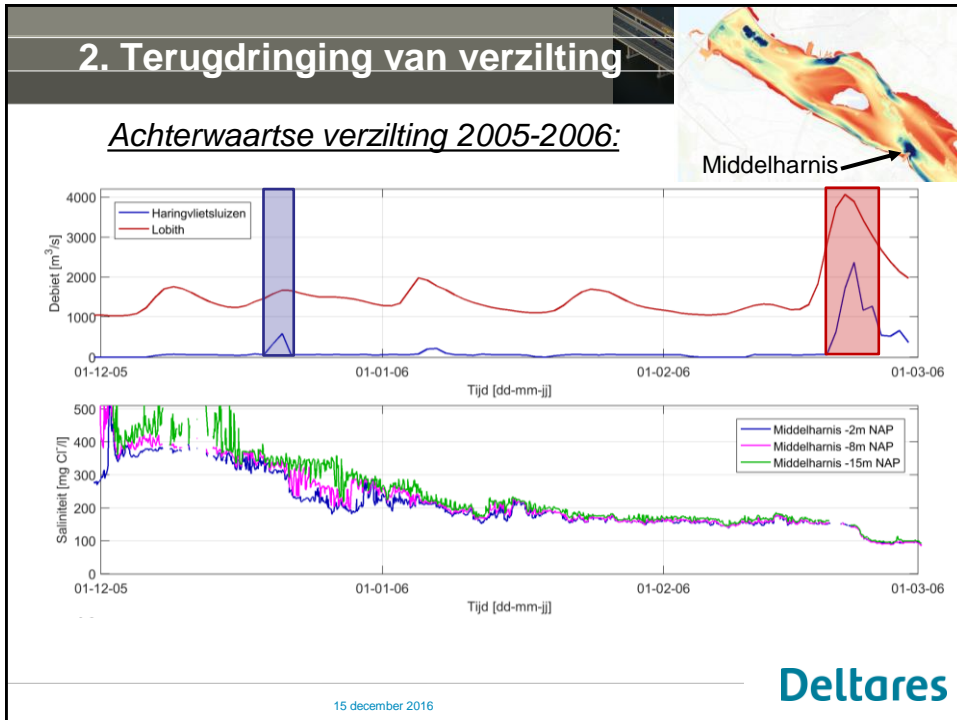 2. Terugdringing van verzilting
Achterwaartse verzilting 2005-2006:
Middelharnis
Debiet [m³/s]
4000
3000
2000
1000
0
Haringvlietsluizen
Lobith
01-12-05
01-01-06
01-02-06
01-03-06
Tijd [dd-mm-jj]
Saliniteit [mg Cl⁻/l]
500
400
300
200
100
0
Middelharnis -2m NAP
Middelharnis -8m NAP
Middelharnis -15m NAP
01-12-05
01-01-06
01-02-06
01-03-06
Tijd [dd-mm-jj]
15 december 2016
Deltares